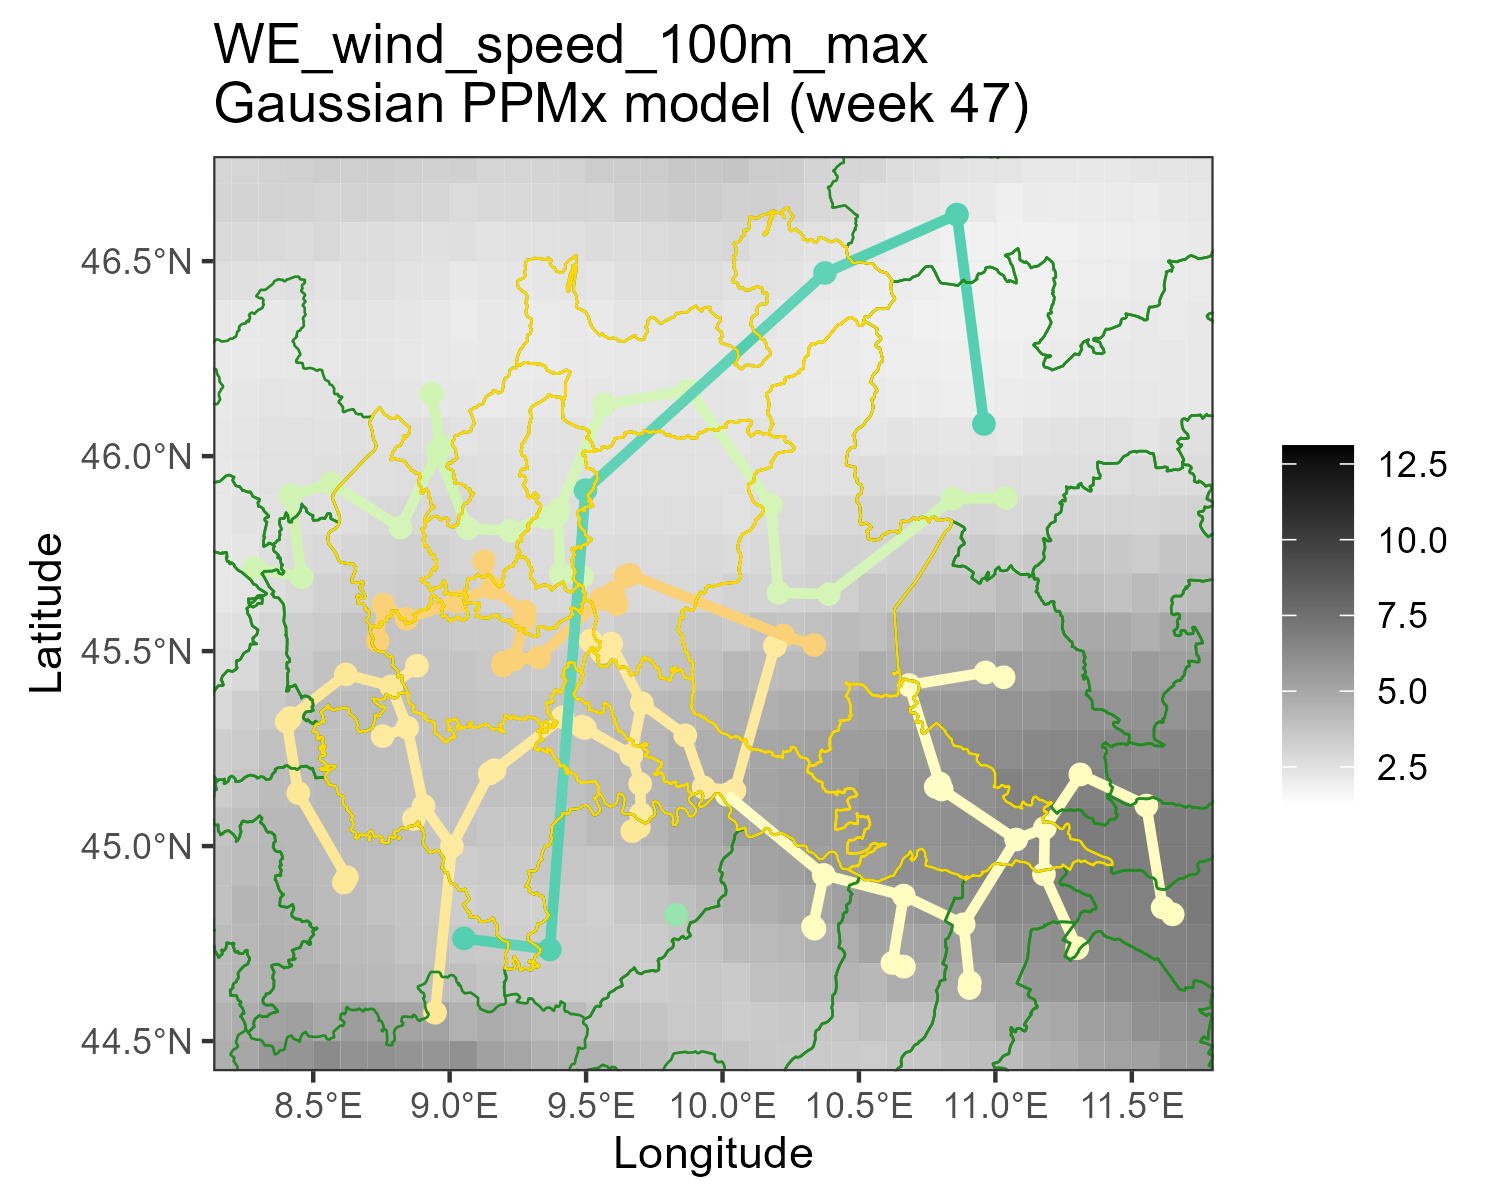 WE_wind_speed_100m_max
Gaussian PPMx model (week 47)
46.5°N
46.0°N
45.5°N
45.0°N
44.5°N
Latitude
8.5°E
9.0°E
9.5°E
10.0°E
10.5°E
11.0°E
11.5°E
Longitude
12.5
10.0
7.5
5.0
2.5